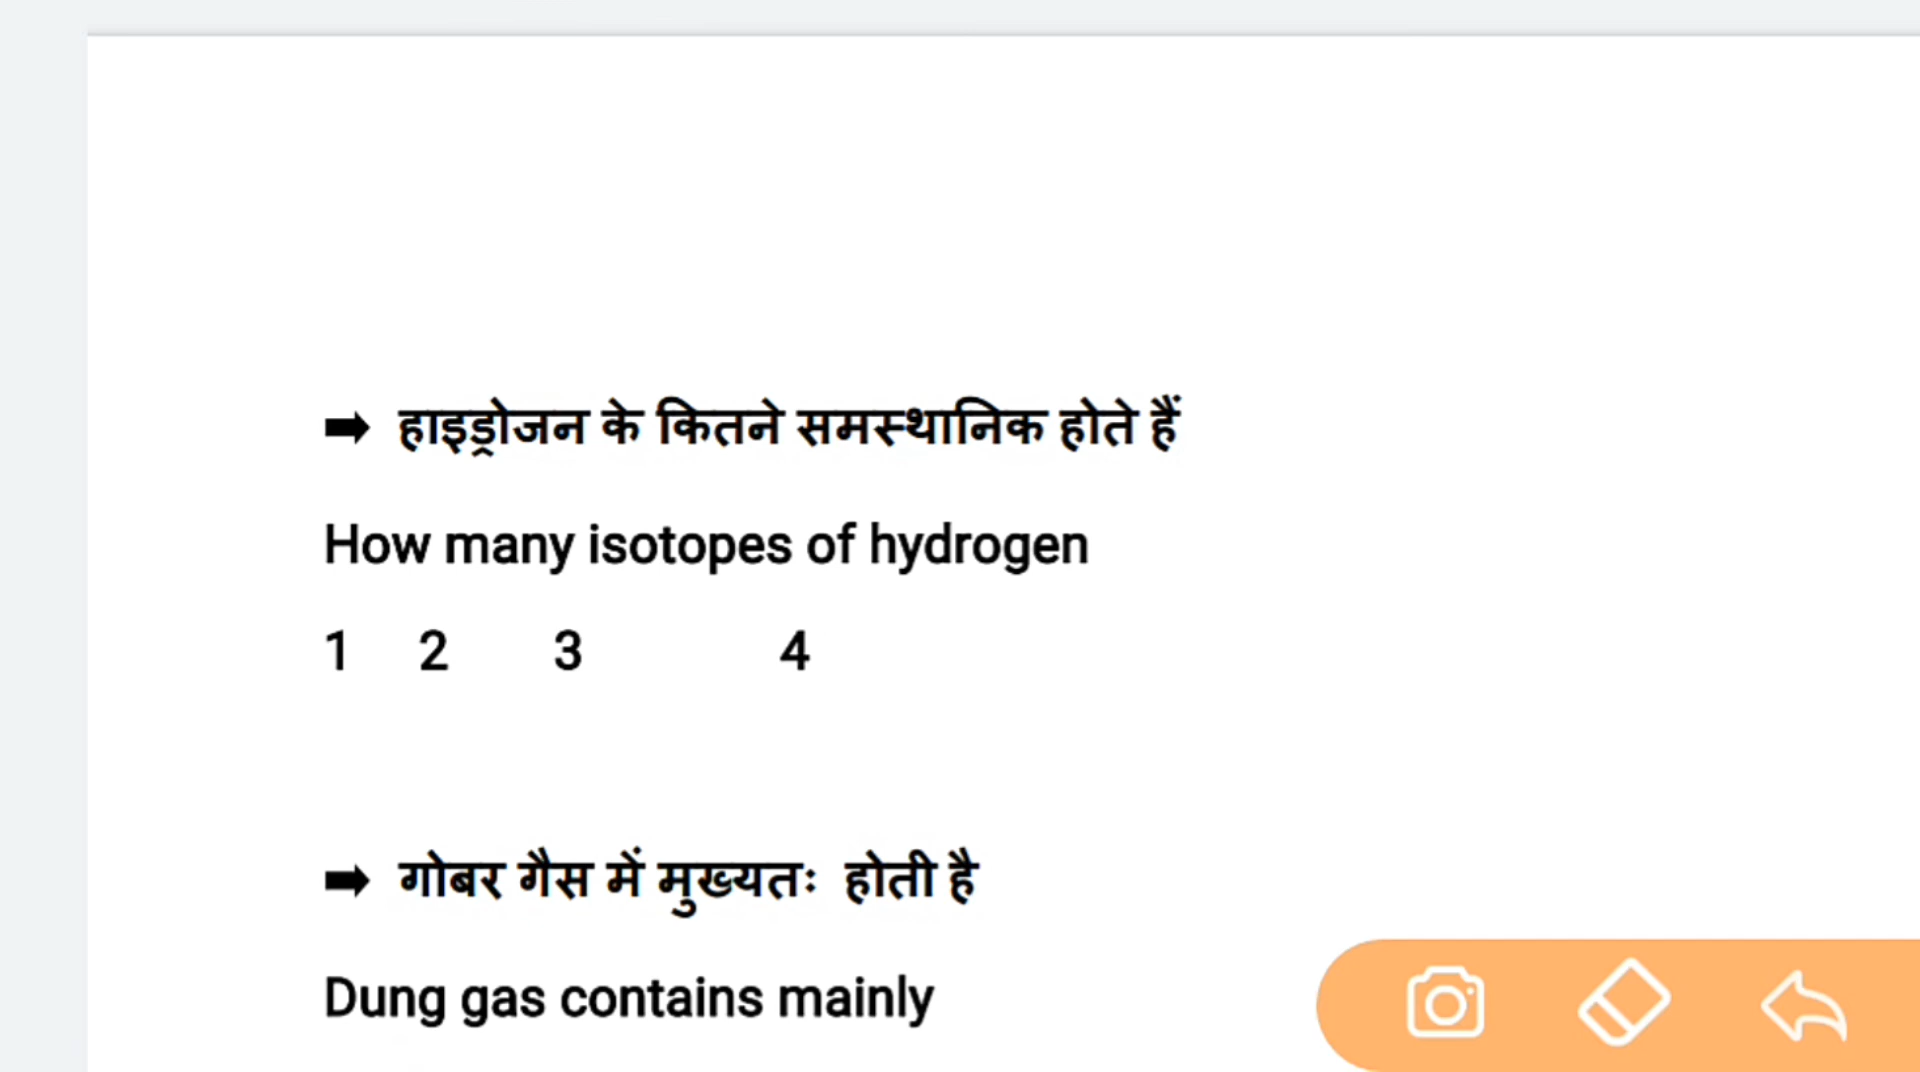 ➡ हाइड्रोजन के कितने समस्थानिक होते हैं
How many isotopes of hydrogen
1 2 3 4
➡ गोबर गैस में मुख्यतः होती है
Dung gas contains mainly